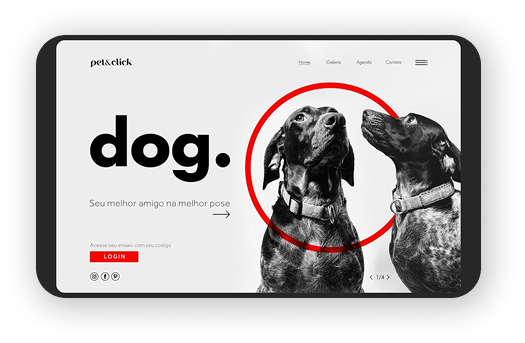 pet&click
Home Galeria Agenda Contato
dog.
Seu melhor amigo na melhor pose
Acesse seu ensaio com seu codigo
LOGIN
1/4